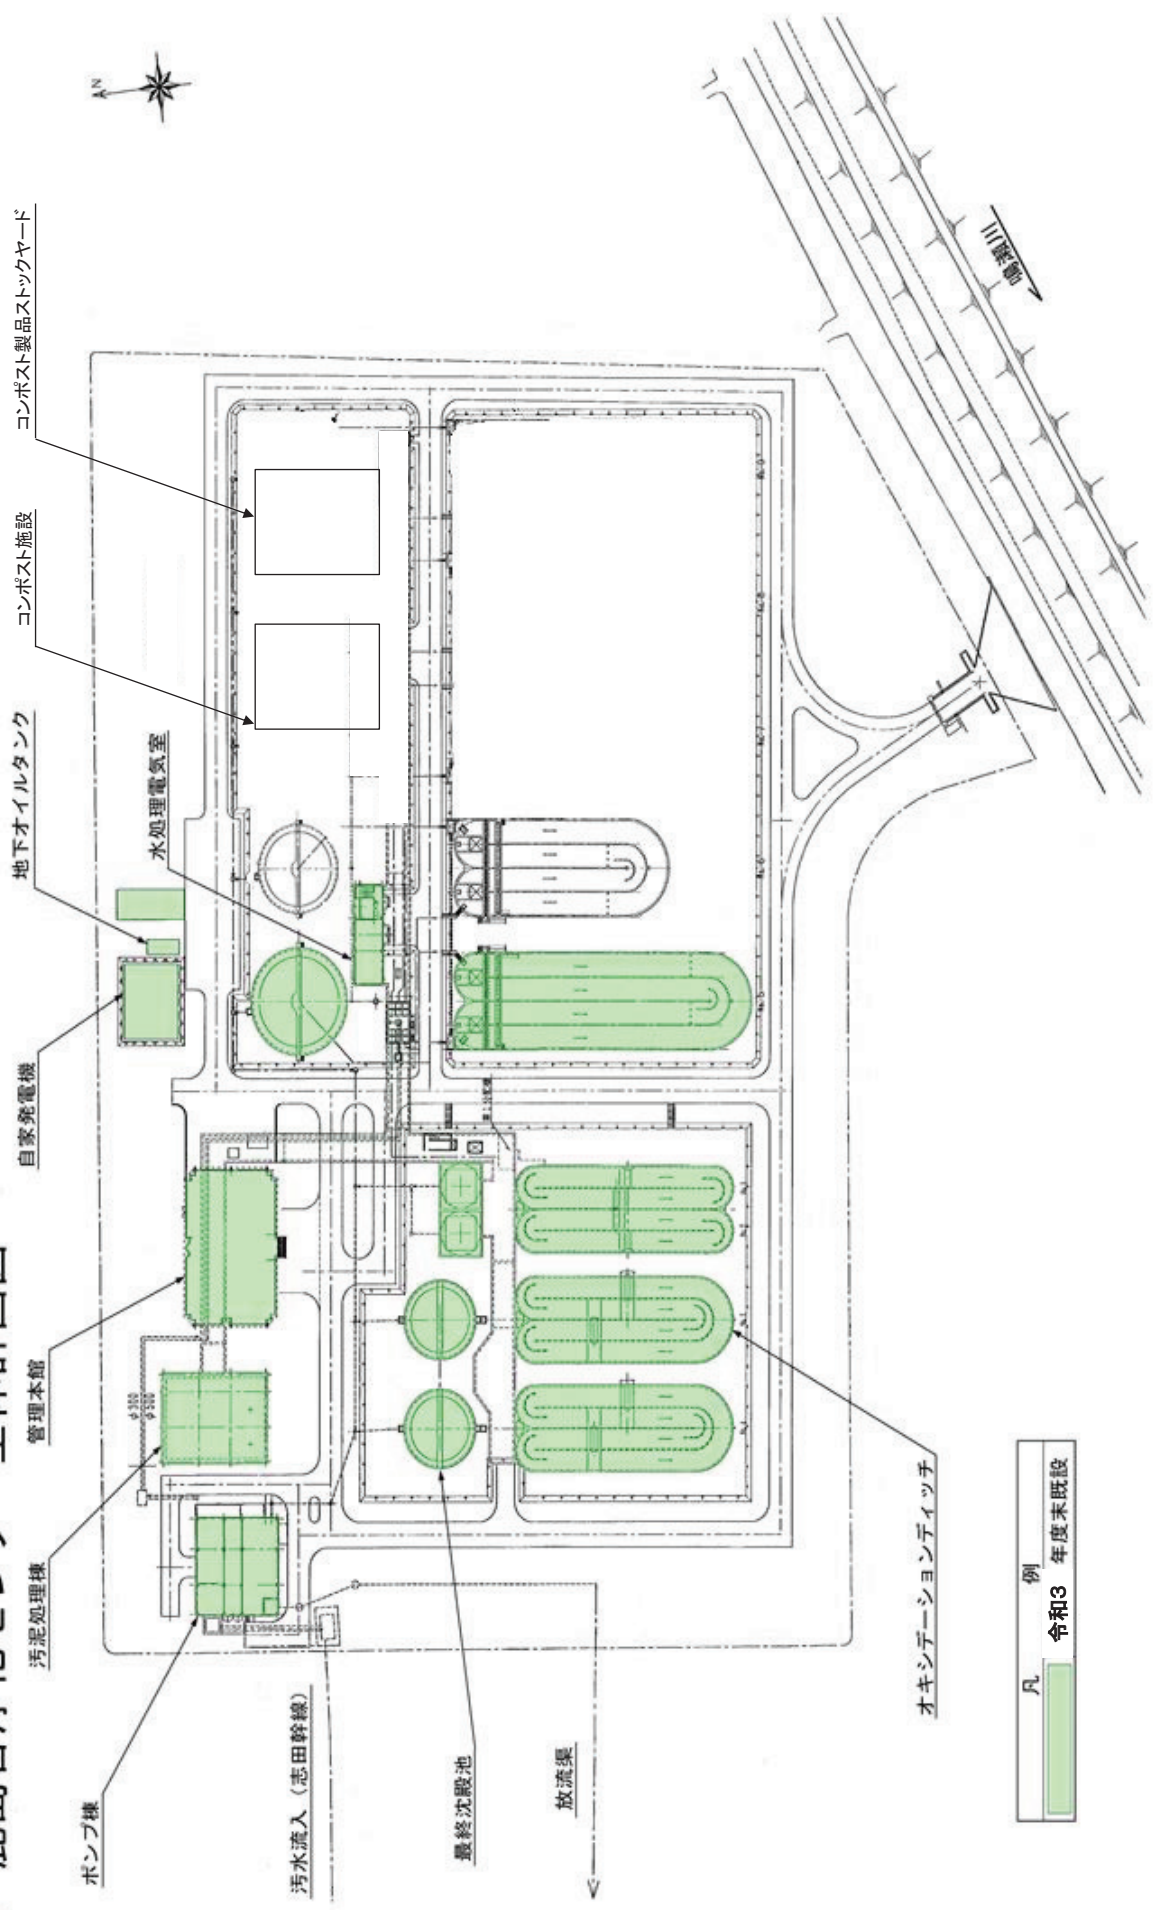 ポンプ棟
汚泥処理棟
管理本館
自家発電機
地下オイルタンク
水処理電気室
コンポスト施設
コンポスト製品ストックヤード
N
φ300
汚水流入（志田幹線）
最終沈殿池
放流渠
オキシデーションディッチ
鳴瀬川
凡例
令和3 年度末既設